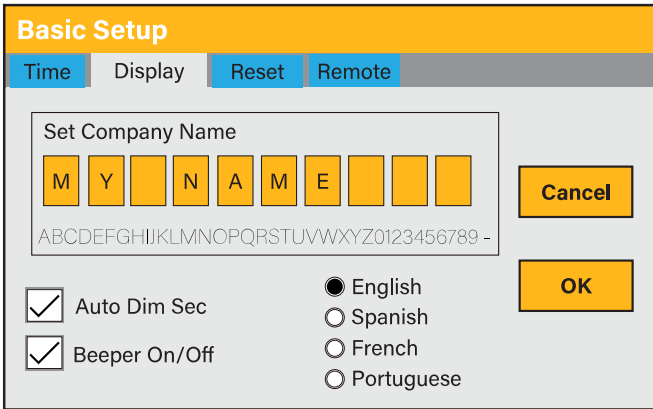 Basic Setup
Time Display Reset Remote
Set Company Name
M Y N A M E
ABCDEFGHIJKLMNOPQRSTUVWXYZ0123456789 -
Cancel
OK
Auto Dim Sec
Beeper On/Off
English
Spanish
French
Portuguese